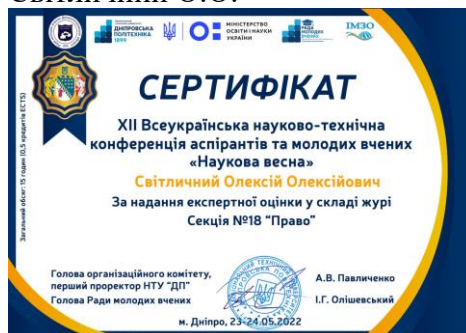 ДНІПРОВСЬКА
ПОЛІТЕХНІКА
1899
МІНІСТЕРСТВО
ОСВІТИ І НАУКИ
УКРАЇНИ
РАДА
МОЛОДИХ
ВЧЕНИХ
ІМЗО
СЕРТИФІКАТ
XII Всеукраїнська науково-технічна
конференція аспірантів та молодих вчених
«Наукова весна»
Світличний Олексій Олексійович
За надання експертної оцінки у складі журі
Секція №18 "Право"
Загальний обсяг: 15 годин (0,5 кредитів ECTS)
Голова організаційного комітету,
перший проректор НТУ "ДП"
А.В. Павличенко
Голова Ради молодих вчених
І.Г. Олішевський
м. Дніпро, 23-24.05.2022